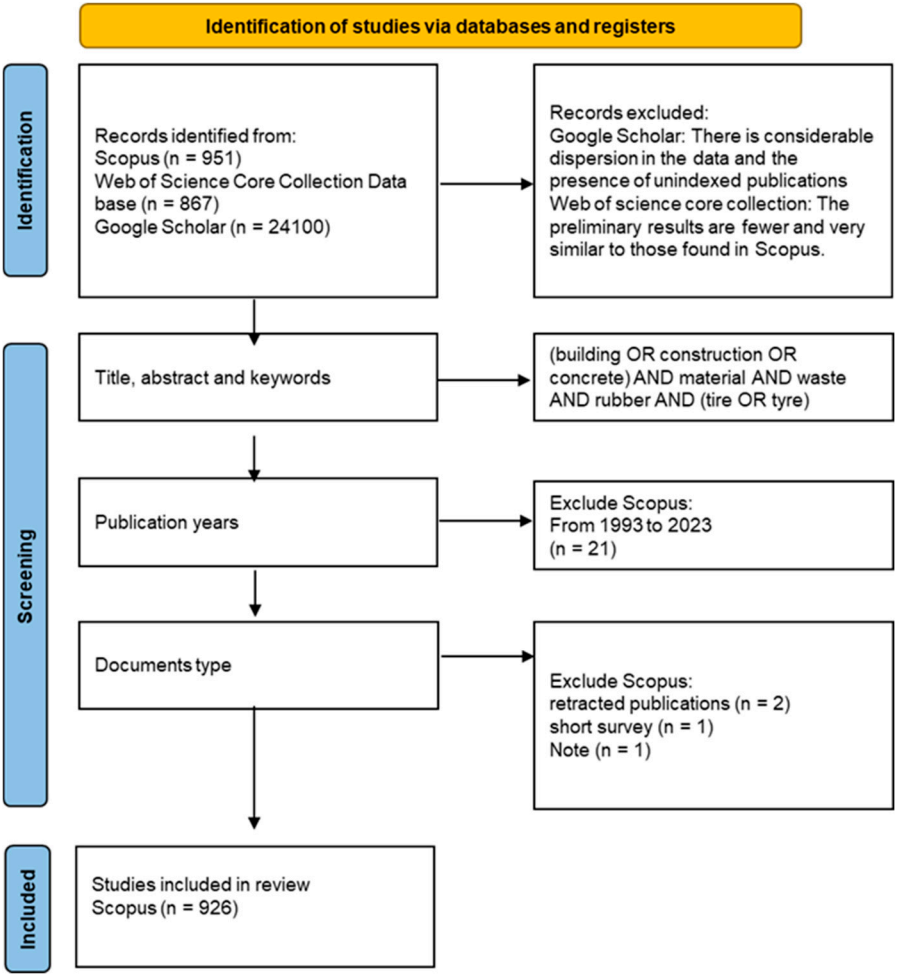 Identification of studies via databases and registers
Identification
Records identified from:
Scopus (n = 951)
Web of Science Core Collection Data
base (n = 867)
Google Scholar (n = 24100)
Records excluded:
Google Scholar: There is considerable
dispersion in the data and the
presence of unindexed publications
Web of science core collection: The
preliminary results are fewer and very
similar to those found in Scopus.
Screening
Title, abstract and keywords
(building OR construction OR
concrete) AND material AND waste
AND rubber AND (tire OR tyre)
Publication years
Exclude Scopus:
From 1993 to 2023
(n = 21)
Documents type
Exclude Scopus:
retracted publications (n = 2)
short survey (n = 1)
Note (n = 1)
Included
Studies included in review
Scopus (n = 926)